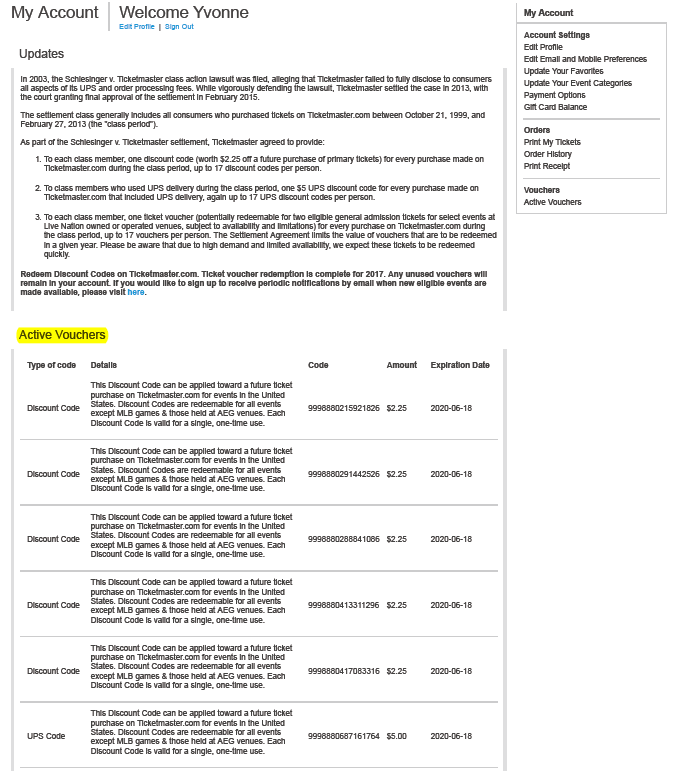 My Account
Welcome Yvonne
Edit Profile | Sign Out
Updates
In 2003, the Schlesinger v. Ticketmaster class action lawsuit was filed, alleging that Ticketmaster failed to fully disclose to consumers
all aspects of its UPS and order processing fees. While vigorously defending the lawsuit, Ticketmaster settled the case in 2013, with
the court granting final approval of the settlement in February 2015.
The settlement class generally includes all consumers who purchased tickets on Ticketmaster.com between October 21, 1999, and
February 27, 2013 (the "class period").
As part of the Schlesinger v. Ticketmaster settlement, Ticketmaster agreed to provide:
1. To each class member, one discount code (worth $2.25 off a future purchase of primary tickets) for every purchase made on
Ticketmaster.com during the class period, up to 17 discount codes per person.
2. To class members who used UPS delivery during the class period, one $5 UPS discount code for every purchase made on
Ticketmaster.com that included UPS delivery, again up to 17 UPS discount codes per person.
3. To each class member, one ticket voucher (potentially redeemable for two eligible general admission tickets for select events at
Live Nation owned or operated venues, subject to availability and limitations) for every purchase on Ticketmaster.com during
the class period, up to 17 vouchers per person. The Settlement Agreement limits the value of vouchers that are to be redeemed
in a given year. Please be aware that due to high demand and limited availability, we expect these tickets to be redeemed
quickly.
Redeem Discount Codes on Ticketmaster.com. Ticket voucher redemption is complete for 2017. Any unused vouchers will
remain in your account. If you would like to sign up to receive periodic notifications by email when new eligible events are
made available, please visit here.
Active Vouchers
Type of code Details Code Amount Expiration Date
This Discount Code can be applied toward a future ticket
purchase on Ticketmaster.com for events in the United
Discount Code States. Discount Codes are redeemable for all events 9998880215921826 $2.25 2020-06-18
except MLB games & those held at AEG venues. Each
Discount Code is valid for a single, one-time use.
This Discount Code can be applied toward a future ticket
purchase on Ticketmaster.com for events in the United
Discount Code States. Discount Codes are redeemable for all events 9998880291442526 $2.25 2020-06-18
except MLB games & those held at AEG venues. Each
Discount Code is valid for a single, one-time use.
This Discount Code can be applied toward a future ticket
purchase on Ticketmaster.com for events in the United
Discount Code States. Discount Codes are redeemable for all events 9998880288841086 $2.25 2020-06-18
except MLB games & those held at AEG venues. Each
Discount Code is valid for a single, one-time use.
This Discount Code can be applied toward a future ticket
purchase on Ticketmaster.com for events in the United
Discount Code States. Discount Codes are redeemable for all events 9998880413311296 $2.25 2020-06-18
except MLB games & those held at AEG venues. Each
Discount Code is valid for a single, one-time use.
This Discount Code can be applied toward a future ticket
purchase on Ticketmaster.com for events in the United
Discount Code States. Discount Codes are redeemable for all events 9998880417083316 $2.25 2020-06-18
except MLB games & those held at AEG venues. Each
Discount Code is valid for a single, one-time use.
This Discount Code can be applied toward a future ticket
purchase on Ticketmaster.com for events in the United
UPS Code States. Discount Codes are redeemable for all events 9998880687161764 $5.00 2020-06-18
except MLB games & those held at AEG venues. Each
Discount Code is valid for a single, one-time use.
My Account
Account Settings
Edit Profile
Edit Email and Mobile Preferences
Update Your Favorites
Update Your Event Categories
Payment Options
Gift Card Balance
Orders
Print My Tickets
Order History
Print Receipt
Vouchers
Active Vouchers